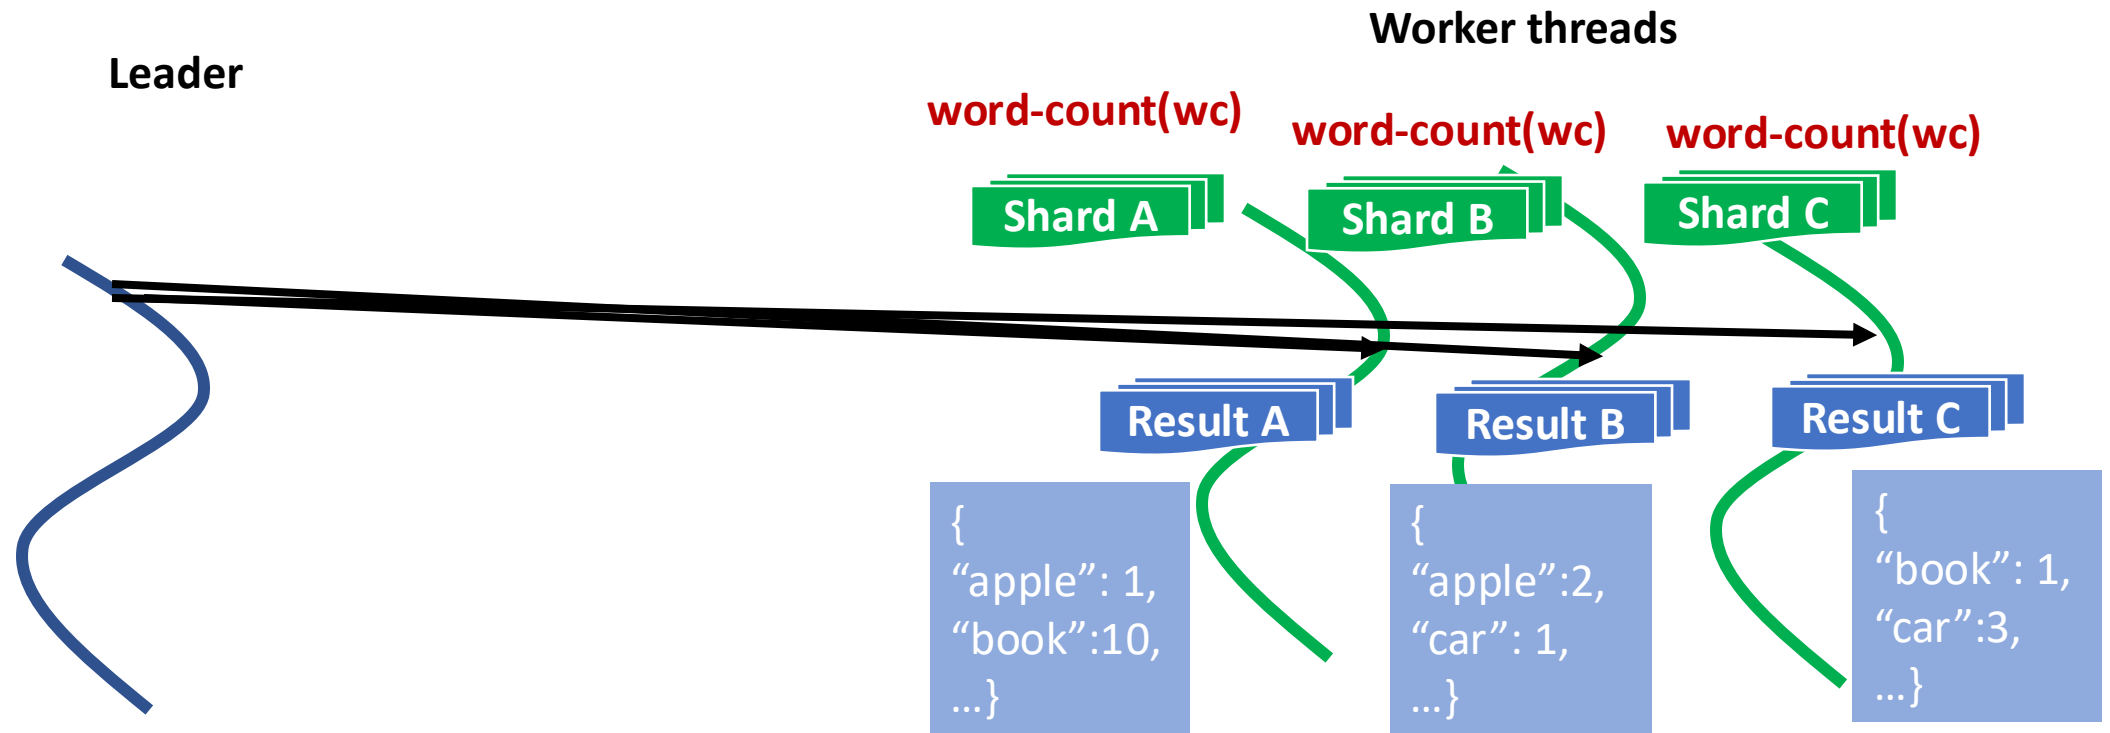 Worker threads
Leader
word-count(wc)
word-count(wc)
word-count(wc)
Shard A
Shard B
Shard C
Result A
Result B
Result C
{
“apple”: 1,
“book”:10,
...}
{
“apple”:2,
“car”: 1,
...}
{
“book”: 1,
“car”:3,
...}